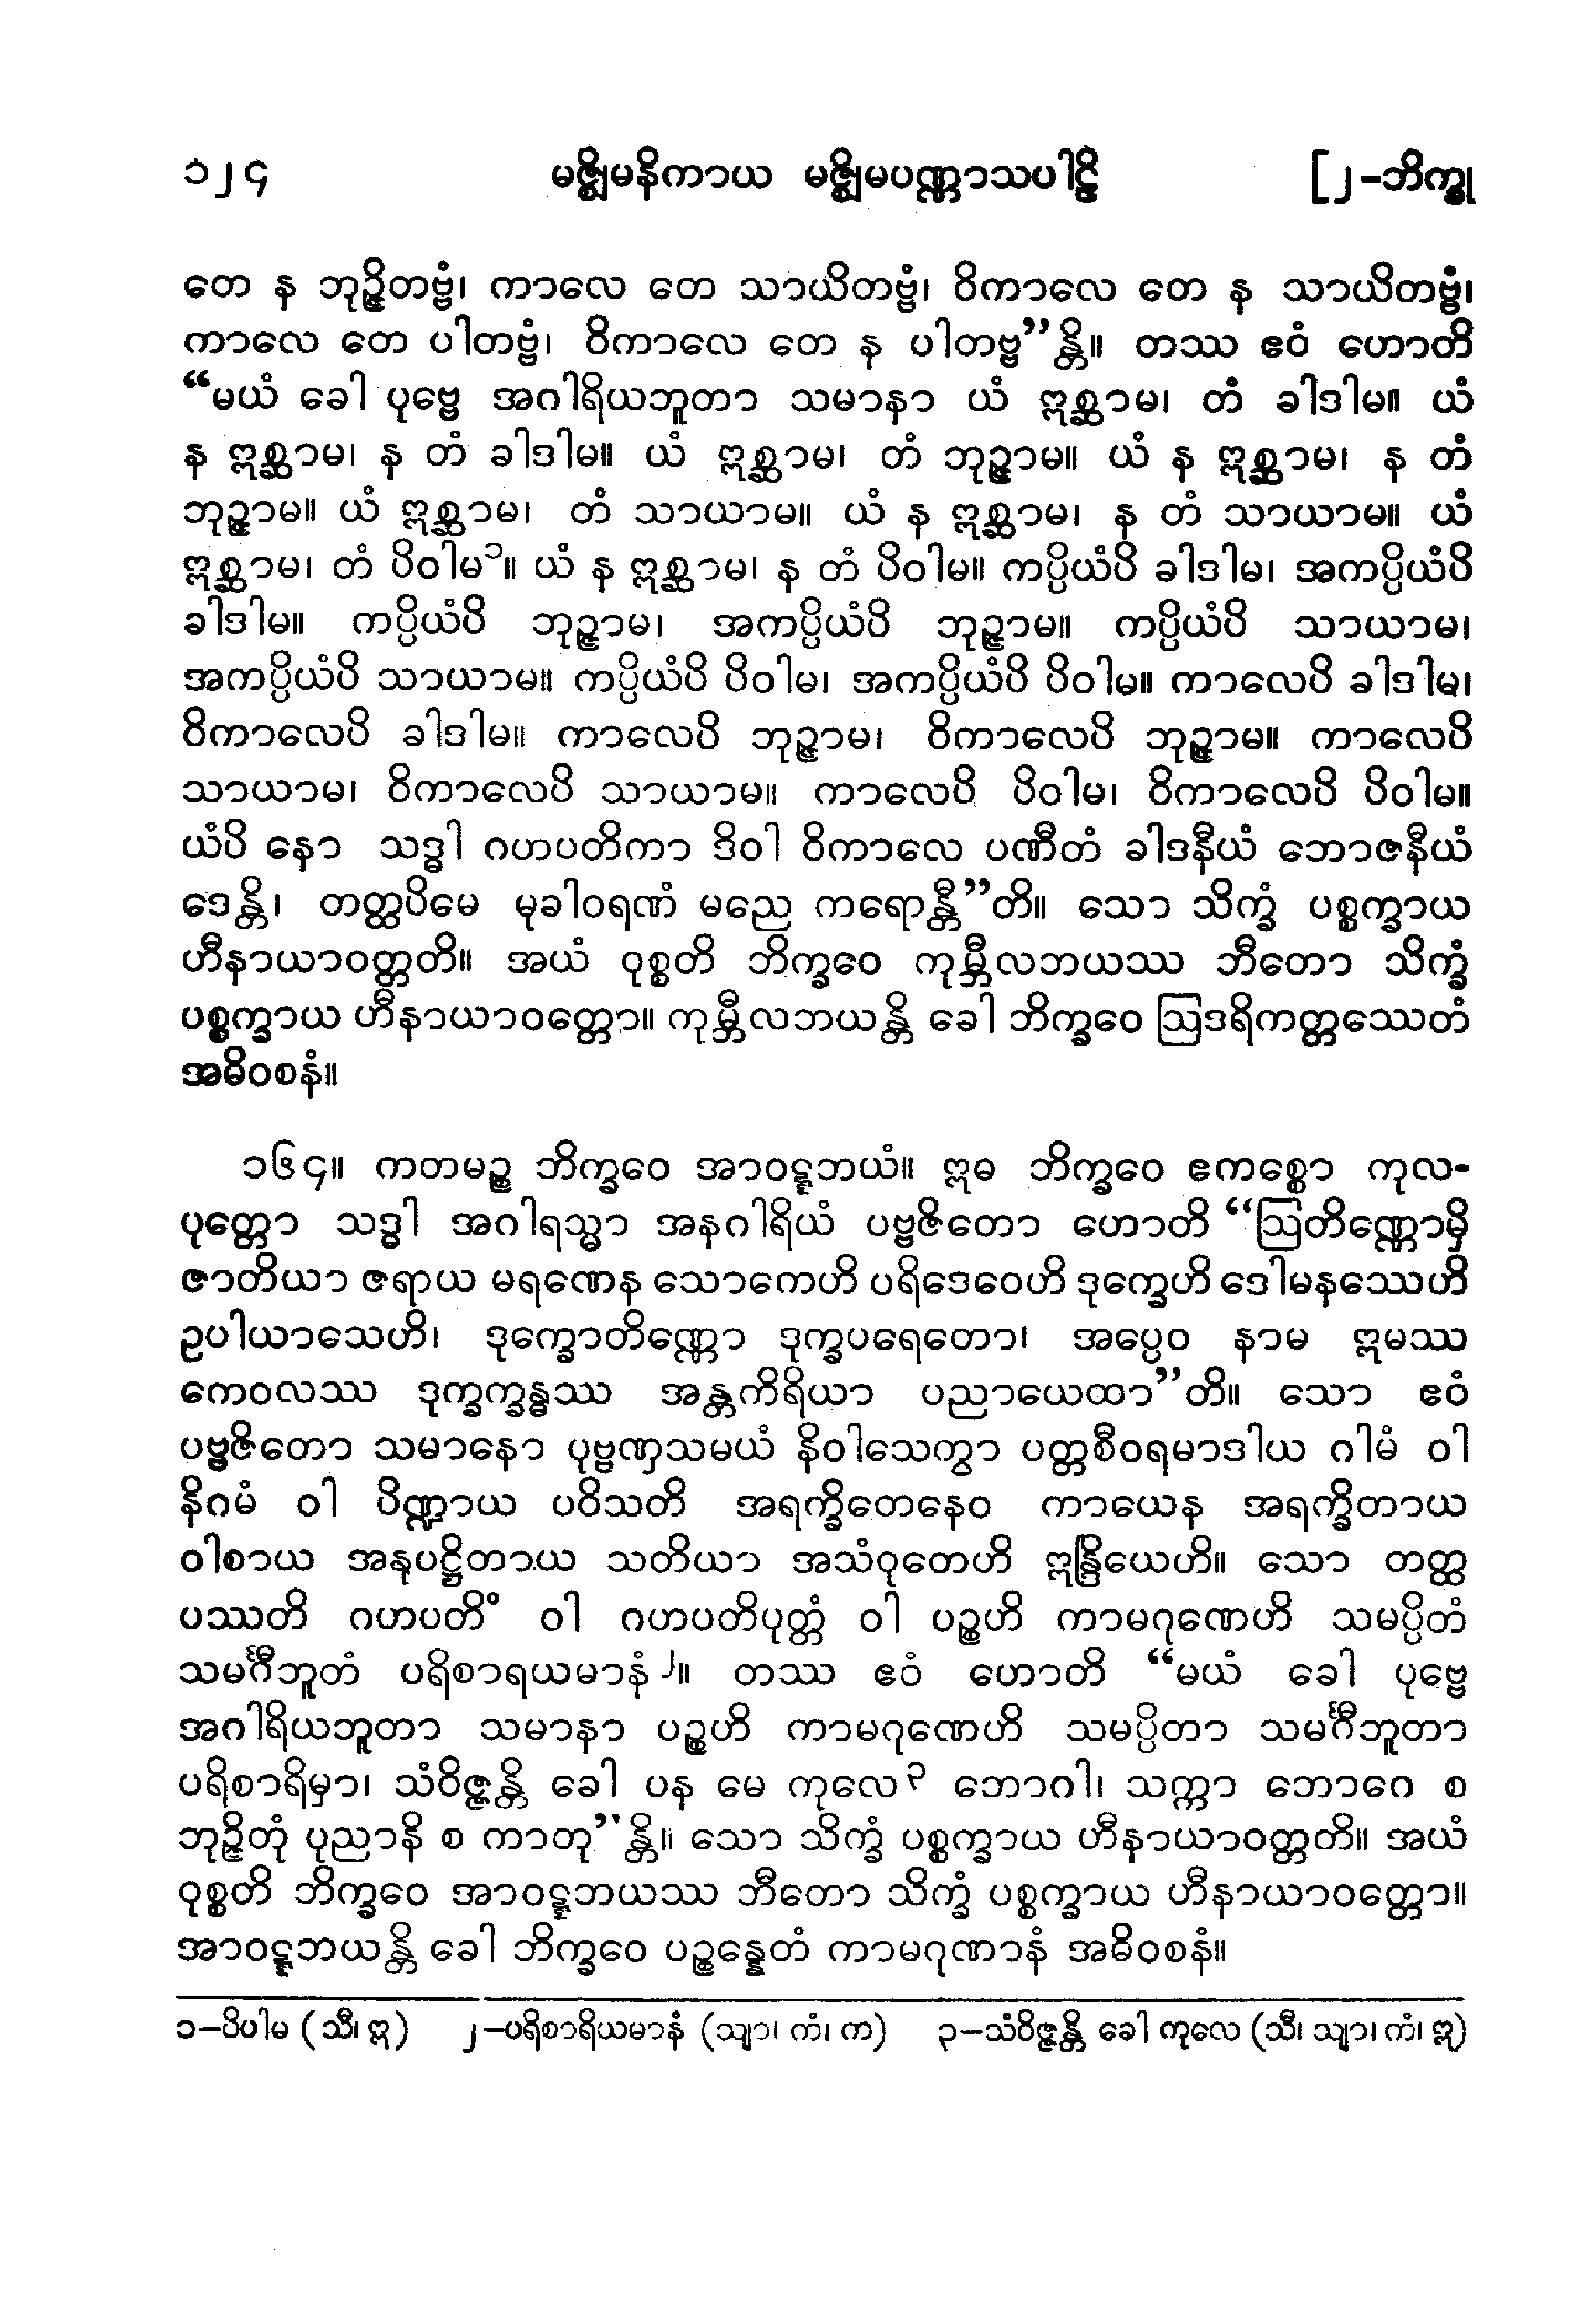 ၁၂၄ မဇ္ဈိမနိကာယ မဇ္ဈိမပဏ္ဏာသပါဠိ [၂-ဘိက္ခု
တေ န ဘုဉ္ဇိတဗ္ဗံ၊ ကာလေ တေ သာယိတဗ္ဗံ၊ ဝိကာလေ တေ န သာယိတဗ္ဗံ၊
ကာလေ တေ ပါတဗ္ဗံ၊ ဝိကာလေ တေ န ပါတဗ္ဗ”န္တိ။ တဿ ဧဝံ ဟောတိ
“မယံ ခေါ ပုဗ္ဗေ အဂါရိယဘူတာ သမာနာ ယံ ဣစ္ဆာမ၊ တံ ခါဒါမ။ ယံ
န ဣစ္ဆာမ၊ န တံ ခါဒါမ။ ယံ ဣစ္ဆာမ၊ တံ ဘုဉ္ဇာမ။ ယံ န ဣစ္ဆာမ၊ န တံ
ဘုဉ္ဇာမ။ ယံ ဣစ္ဆာမ၊ တံ သာယာမ။ ယံ န ဣစ္ဆာမ၊ န တံ သာယာမ။ ယံ
ဣစ္ဆာမ၊ တံ ပိဝါမ၁။ ယံ န ဣစ္ဆာမ၊ န တံ ပိဝါမ။ ကပ္ပိယံပိ ခါဒါမ၊ အကပ္ပိယံပိ
ခါဒါမ။ ကပ္ပိယံပိ ဘုဉ္ဇာမ၊ အကပ္ပိယံပိ ဘုဉ္ဇာမ။ ကပ္ပိယံပိ သာယာမ၊
အကပ္ပိယံပိ သာယာမ။ ကပ္ပိယံပိ ပိဝါမ၊ အကပ္ပိယံပိ ပိဝါမ။ ကာလေပိ ခါဒါမ၊
ဝိကာလေပိ ခါဒါမ။ ကာလေပိ ဘုဉ္ဇာမ၊ ဝိကာလေပိ ဘုဉ္ဇာမ။ ကာလေပိ
သာယာမ၊ ဝိကာလေပိ သာယာမ။ ကာလေပိ ပိဝါမ၊ ဝိကာလေပိ ပိဝါမ။
ယံပိ နော သဒ္ဓါ ဂဟပတိကာ ဒိဝါ ဝိကာလေ ပဏီတံ ခါဒနီယံ ဘောဇနီယံ
ဒေန္တိ၊ တတ္ထပိမေ မုခါဝရဏံ မညေ ကရောန္တီ”တိ။ သော သိက္ခံ ပစ္စက္ခာယ
ဟီနာယာဝတ္တတိ။ အယံ ဝုစ္စတိ ဘိက္ခဝေ ကုမ္ဘီလဘယဿ ဘီတော သိက္ခံ
ပစ္စက္ခာယ ဟီနာယာဝတ္တော။ ကုမ္ဘီလဘယန္တိ ခေါ ဘိက္ခဝေ ဩဒရိကတ္တဿေတံ
အဓိဝစနံ။
၁၆၄။ ကတမဉ္စ ဘိက္ခဝေ အာဝဋ္ဋဘယံ။ ဣဓ ဘိက္ခဝေ ဧကစ္စော ကုလ-
ပုတ္တော သဒ္ဓါ အဂါရသ္မာ အနဂါရိယံ ပဗ္ဗဇိတော ဟောတိ “ဩတိဏ္ဏောမှိ
ဇာတိယာ ဇရာယ မရဏေန သောကေဟိ ပရိဒေဝေဟိ ဒုက္ခေဟိ ဒေါမနဿေဟိ
ဥပါယာသေဟိ၊ ဒုက္ခောတိဏ္ဏော ဒုက္ခပရေတော၊ အပ္ပေဝ နာမ ဣမဿ
ကေဝလဿ ဒုက္ခက္ခန္ဓဿ အန္တကိရိယာ ပညာယေထာ”တိ။ သော ဧဝံ
ပဗ္ဗဇိတော သမာနော ပုဗ္ဗဏှသမယံ နိဝါသေတွာ ပတ္တစီဝရမာဒါယ ဂါမံ ဝါ
နိဂမံ ဝါ ပိဏ္ဍာယ ပဝိသတိ အရက္ခိတေနေဝ ကာယေန အရက္ခိတာယ
ဝါစာယ အနုပဋ္ဌိတာယ သတိယာ အသံဝုတေဟိ ဣန္ဒြိယေဟိ။ သော တတ္ထ
ပဿတိ ဂဟပတိံ ဝါ ဂဟပတိပုတ္တံ ဝါ ပဉ္စဟိ ကာမဂုဏေဟိ သမပ္ပိတံ
သမင်္ဂီဘူတံ ပရိစာရယမာနံ၂။ တဿ ဧဝံ ဟောတိ “မယံ ခေါ ပုဗ္ဗေ
အဂါရိယဘူတာ သမာနာ ပဉ္စဟိ ကာမဂုဏေဟိ သမပ္ပိတာ သမင်္ဂီဘူတာ
ပရိစာရိမှာ၊ သံဝိဇ္ဇန္တိ ခေါ ပန မေ ကုလေ၃ ဘောဂါ၊ သက္ကာ ဘောဂေ စ
ဘုဉ္ဇိတုံ ပုညာနိ စ ကာတု”န္တိ။ သော သိက္ခံ ပစ္စက္ခာယ ဟီနာယာဝတ္တတိ။ အယံ
ဝုစ္စတိ ဘိက္ခဝေ အာဝဋ္ဋဘယဿ ဘီတော သိက္ခံ ပစ္စက္ခာယ ဟီနာယာဝတ္တော။
အာဝဋ္ဋဘယန္တိ ခေါ ဘိက္ခဝေ ပဉ္စန္နေတံ ကာမဂုဏာနံ အဓိဝစနံ။
၁–ပိပါမ (သီ၊ ဣ) ၂–ပရိစာရိယမာနံ (သျာ၊ ကံ၊ က) ၃–သံဝိဇ္ဇန္တိ ခေါ ကုလေ (သီ၊ သျာ၊ ကံ၊ ဣ)